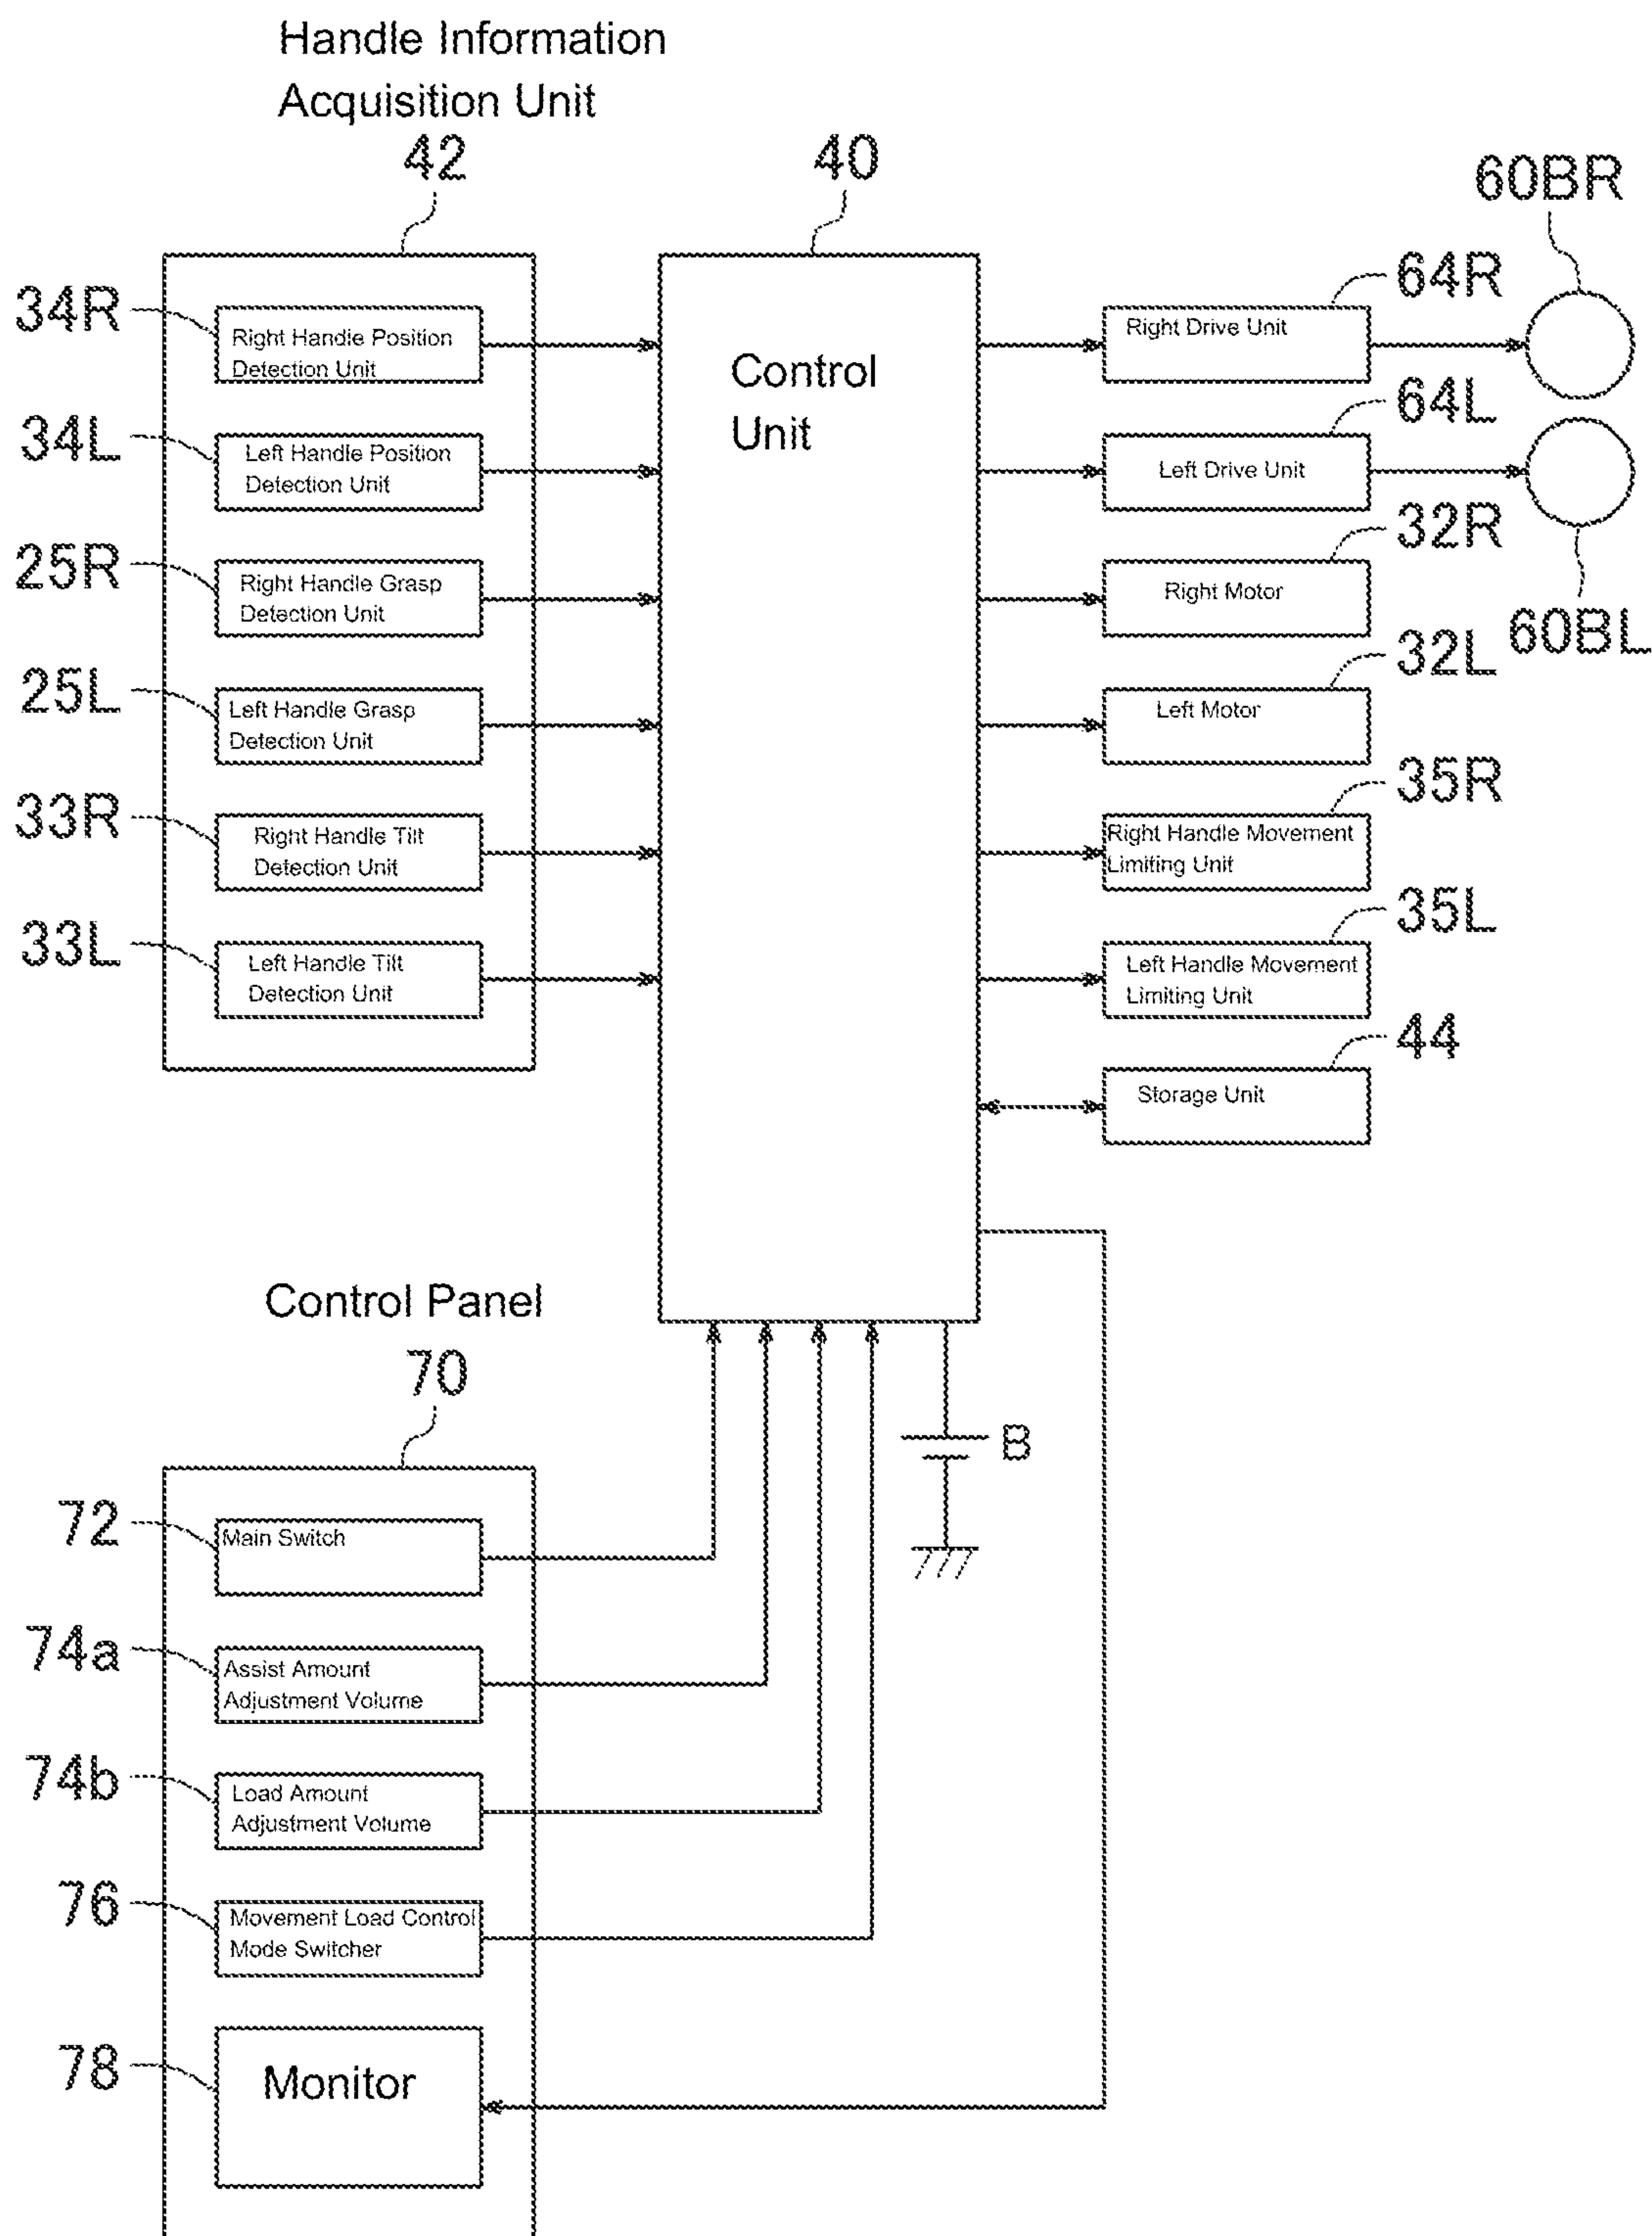 Handle Information
Acquisition Unit
42
40
60BR
34R
Right Handle Position
Detection Unit
34L
Left Handle Position
Detection Unit
25R
Right Handle Grasp
Detection Unit
25L
Left Handle Grasp
Detection Unit
33R
Right Handle Tilt
Detection Unit
33L
Left Handle Tilt
Detection Unit
Control
Unit
64R
Right Drive Unit
64L
Left Drive Unit
32R
Right Motor
60BL
32L
Left Motor
35R
Right Handle Movement
Limiting Unit
35L
Left Handle Movement
Limiting Unit
44
Storage Unit
Control Panel
70
B
72
Main Switch
74a
Assist Amount
Adjustment Volume
74b
Load Amount
Adjustment Volume
76
Movement Load Control
Mode Switcher
78
Monitor